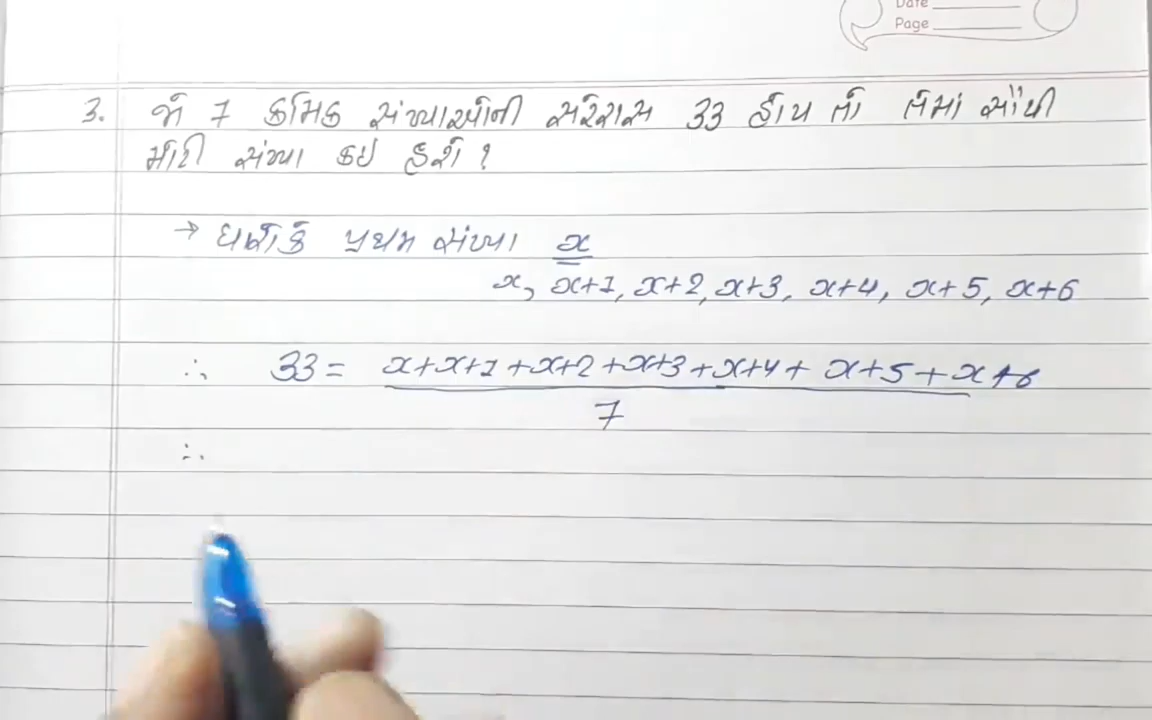 Date
Page
3. જો 7 ક્રમિક સંખ્યાઓની સરેરાસ 33 હોય તો તેમાં સૌથી
મોટી સંખ્યા કઇ હશે ?
→ ધારોકે પ્રથમ સંખ્યા x
x, x+1, x+2, x+3, x+4, x+5, x+6
∴ 33 = x+x+1+x+2+x+3+x+4+x+5+x+6
7
∴